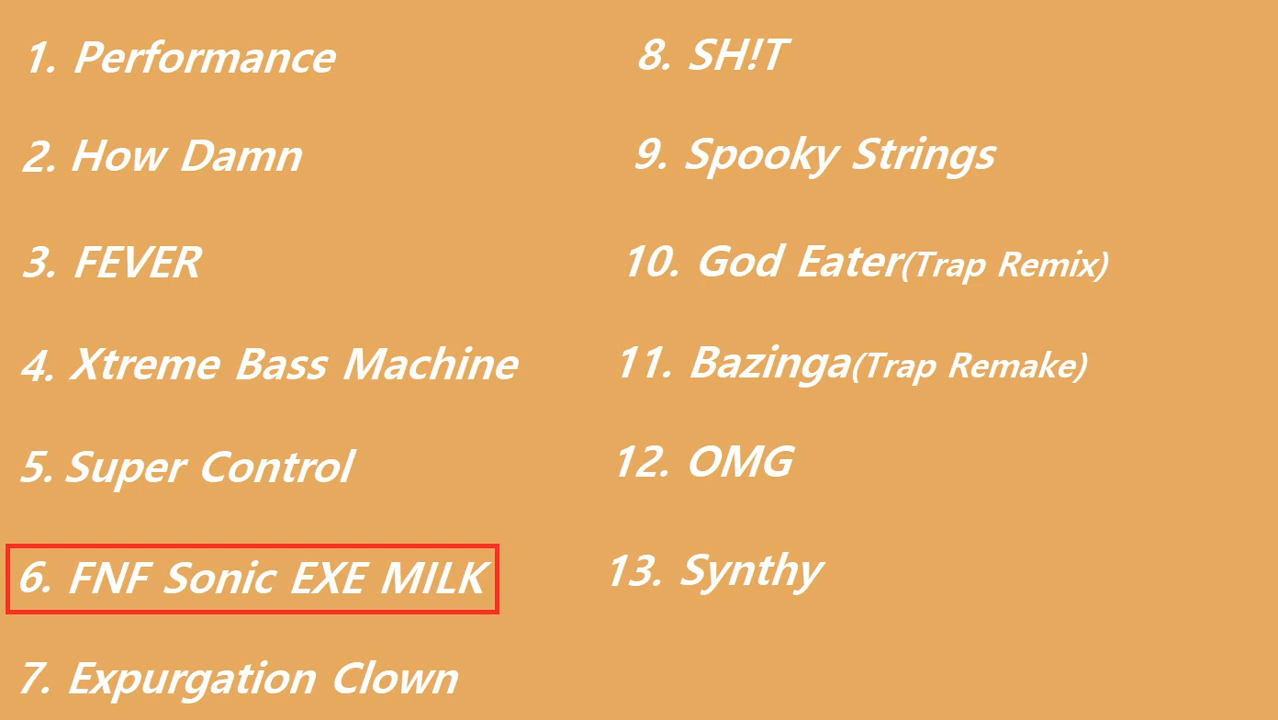 1. Performance
2. How Damn
3. FEVER
4. Xtreme Bass Machine
5. Super Control
6. FNF Sonic EXE MILK
7. Expurgation Clown
8. SH!T
9. Spooky Strings
10. God Eater(Trap Remix)
11. Bazinga(Trap Remake)
12. OMG
13. Synthy